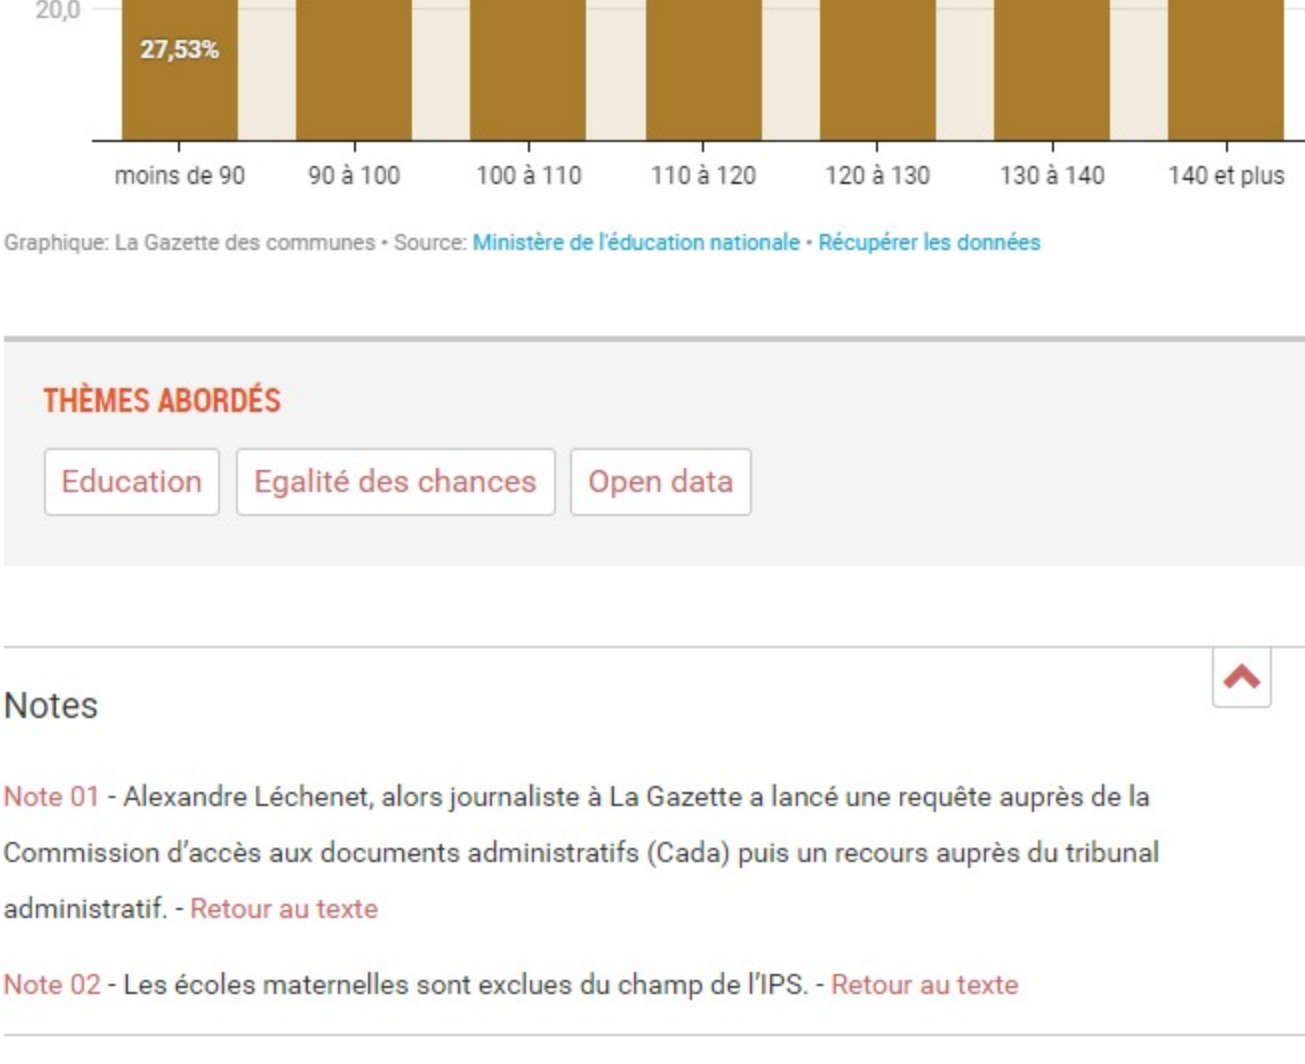 20,0
27,53%
moins de 90 90 à 100 100 à 110 110 à 120 120 à 130 130 à 140 140 et plus
Graphique: La Gazette des communes • Source: Ministère de l'éducation nationale • Récupérer les données
THÈMES ABORDÉS
Education Egalité des chances Open data
Notes
Note 01 - Alexandre Léchenet, alors journaliste à La Gazette a lancé une requête auprès de la
Commission d’accès aux documents administratifs (Cada) puis un recours auprès du tribunal
administratif. - Retour au texte
Note 02 - Les écoles maternelles sont exclues du champ de l’IPS. - Retour au texte